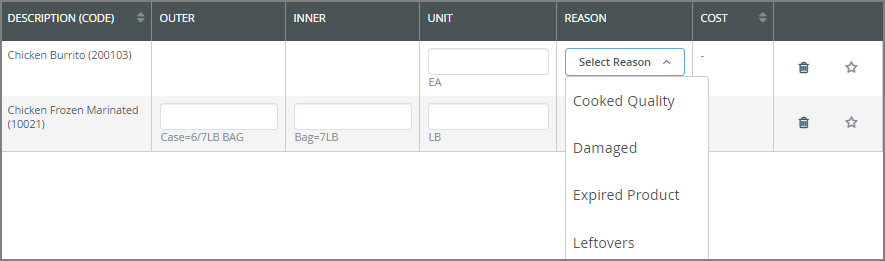 DESCRIPTION (CODE) OUTER INNER UNIT REASON COST
Chicken Burrito (200103) Select Reason -
EA
Cooked Quality
Chicken Frozen Marinated
(10021)
Case=6/7LB BAG Bag=7LB LB
Damaged
Expired Product
Leftovers